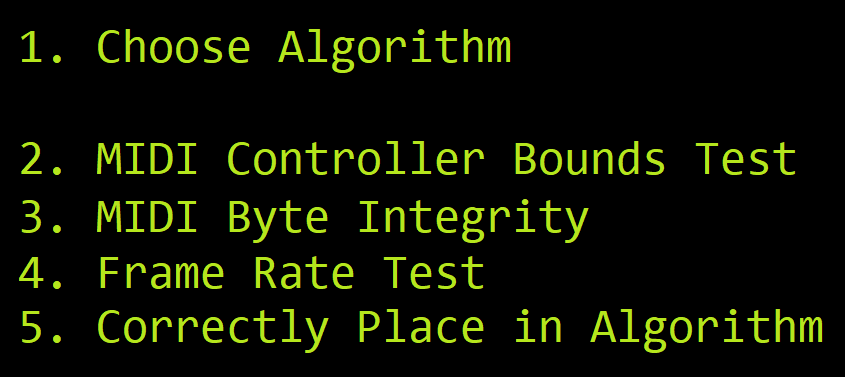 1. Choose Algorithm
2. MIDI Controller Bounds Test
3. MIDI Byte Integrity
4. Frame Rate Test
5. Correctly Place in Algorithm